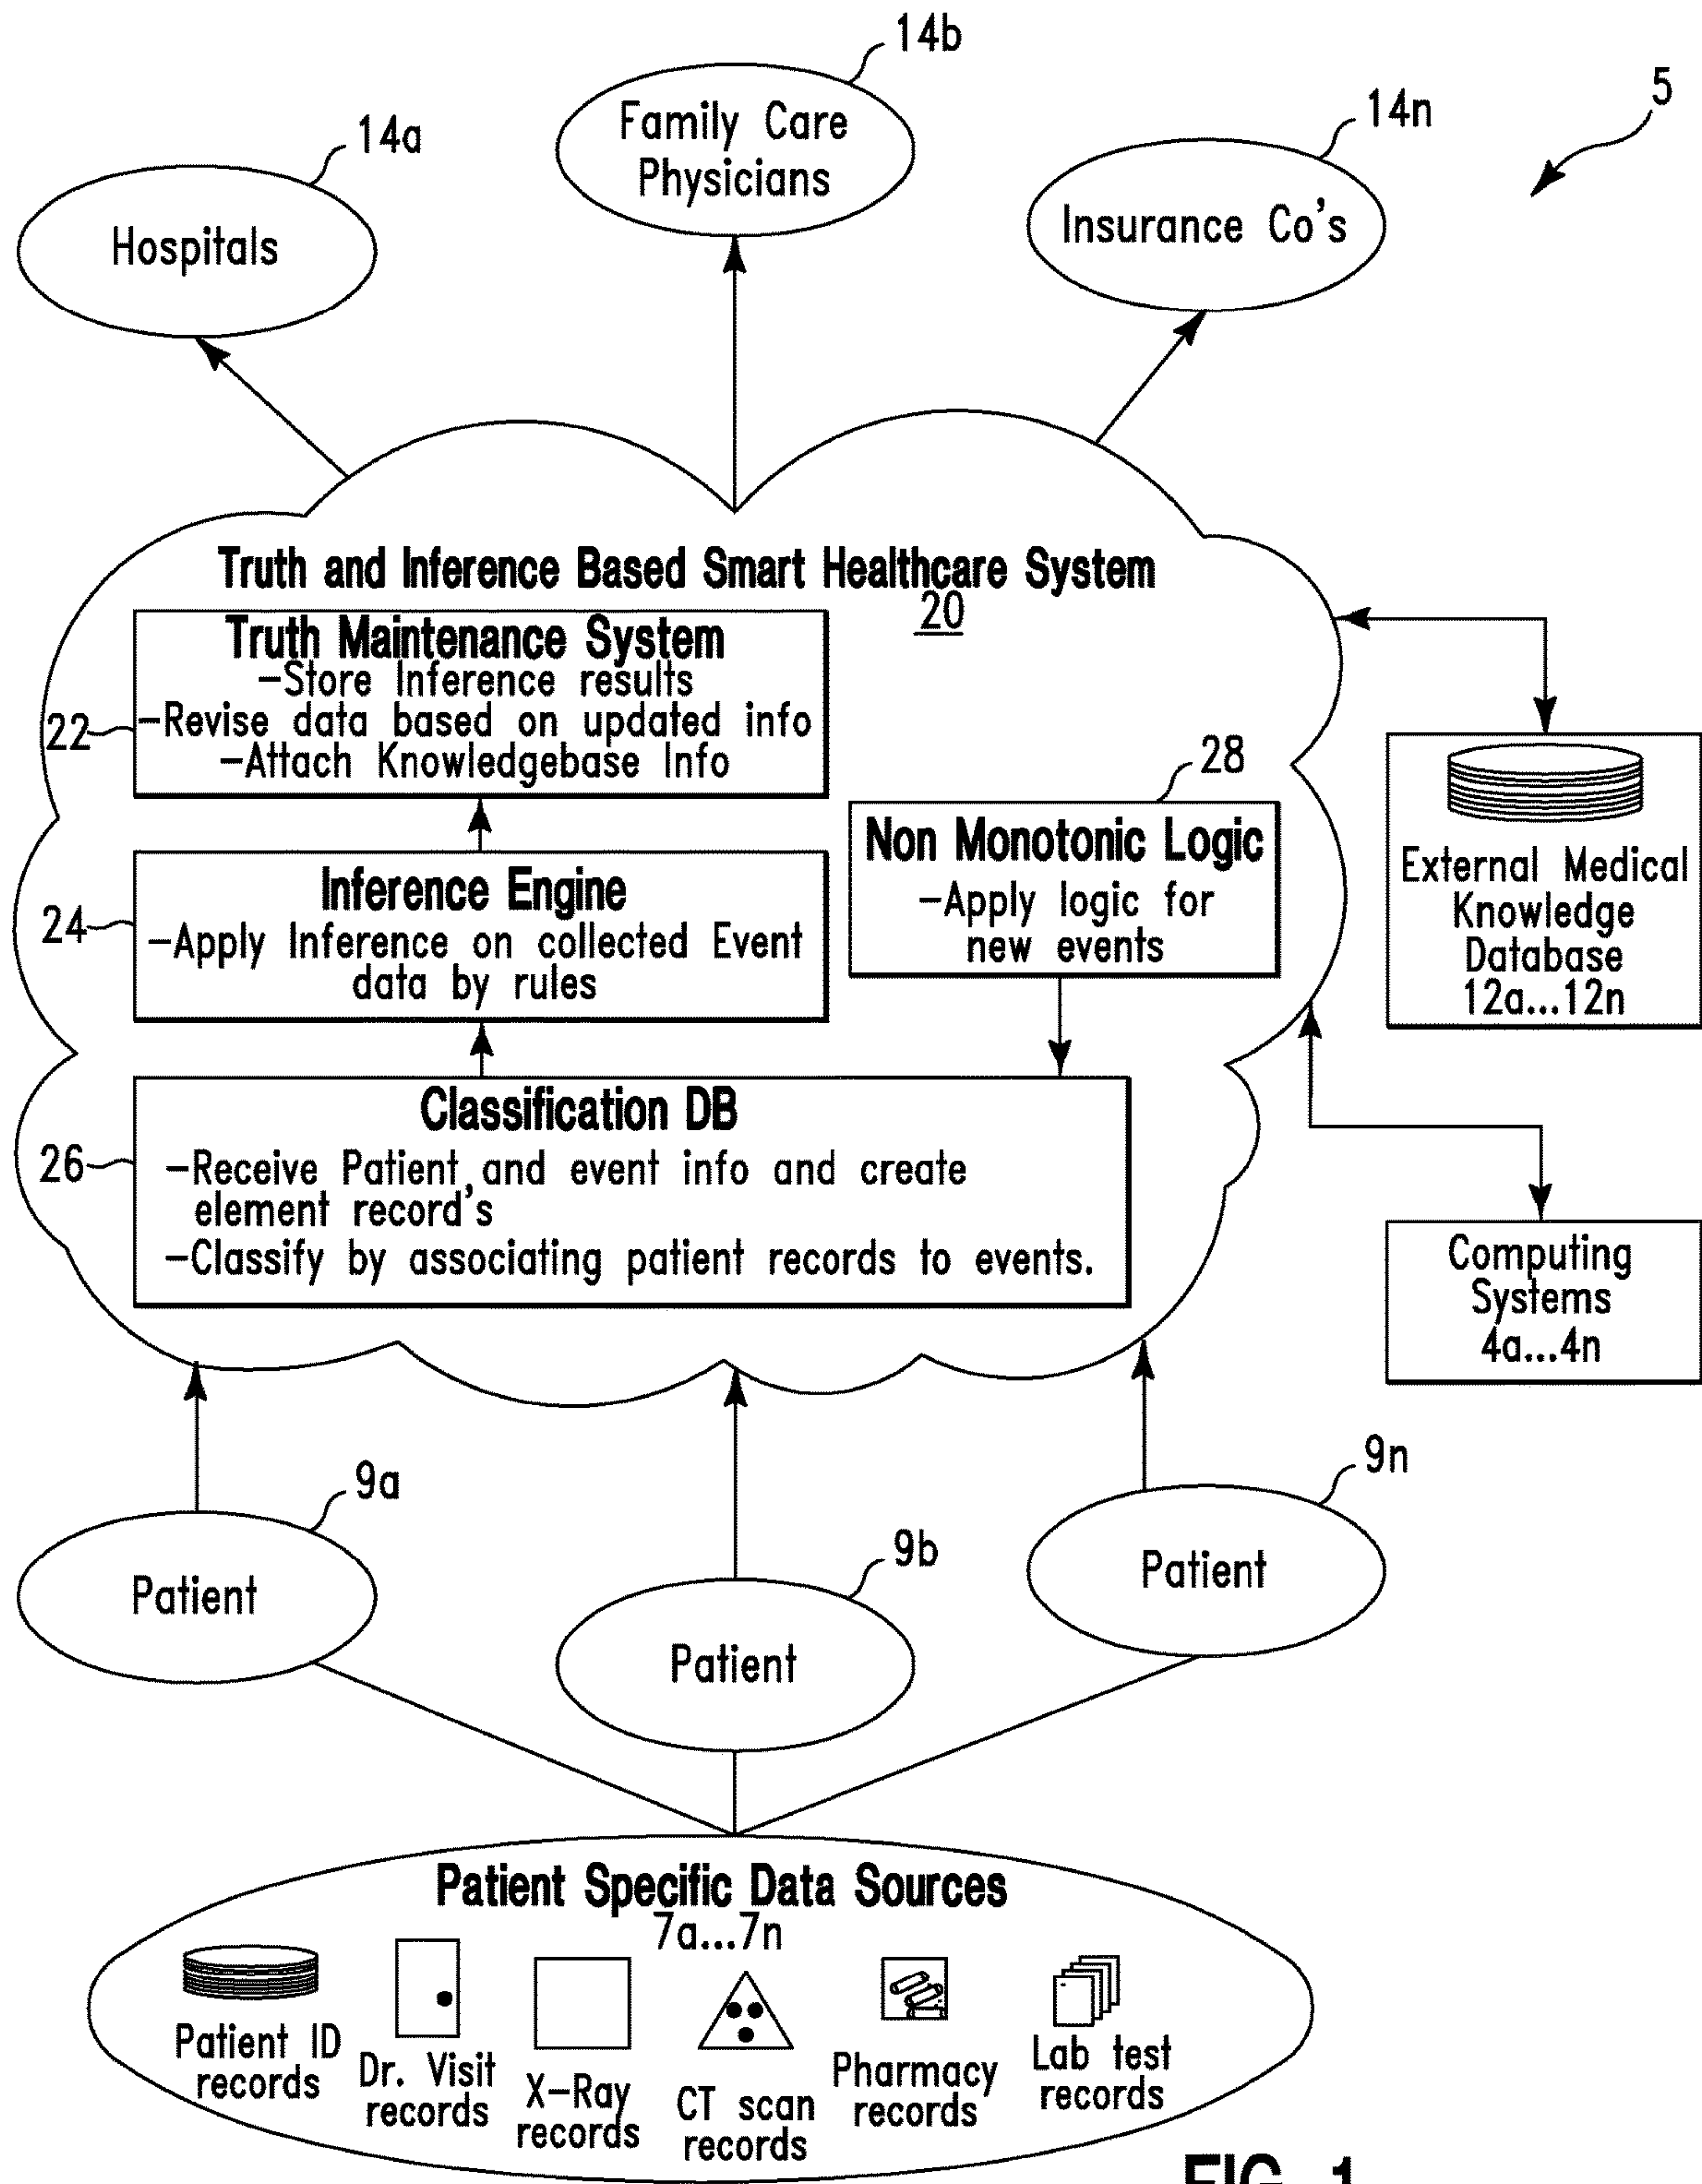 14b
5
Family Care
Physicians
14n
14a
Insurance Co's
Hospitals
Truth and Inference Based Smart Healthcare System
20
Truth Maintenance System
-Store Inference results
22
-Revise data based on updated info
-Attach Knowledgebase Info
28
Non Monotonic Logic
-Apply logic for
new events
Inference Engine
24
-Apply Inference on collected Event
data by rules
External Medical
Knowledge
Database
12a...12n
Classification DB
26
-Receive Patient and event info and create
element record's
-Classify by associating patient records to events.
Computing
Systems
4a...4n
9a
9n
9b
Patient
Patient
Patient
Patient Specific Data Sources
7a...7n
Patient ID
records
Dr. Visit
records
X-Ray
records
CT scan
records
Pharmacy
records
Lab test
records
FIG. 1